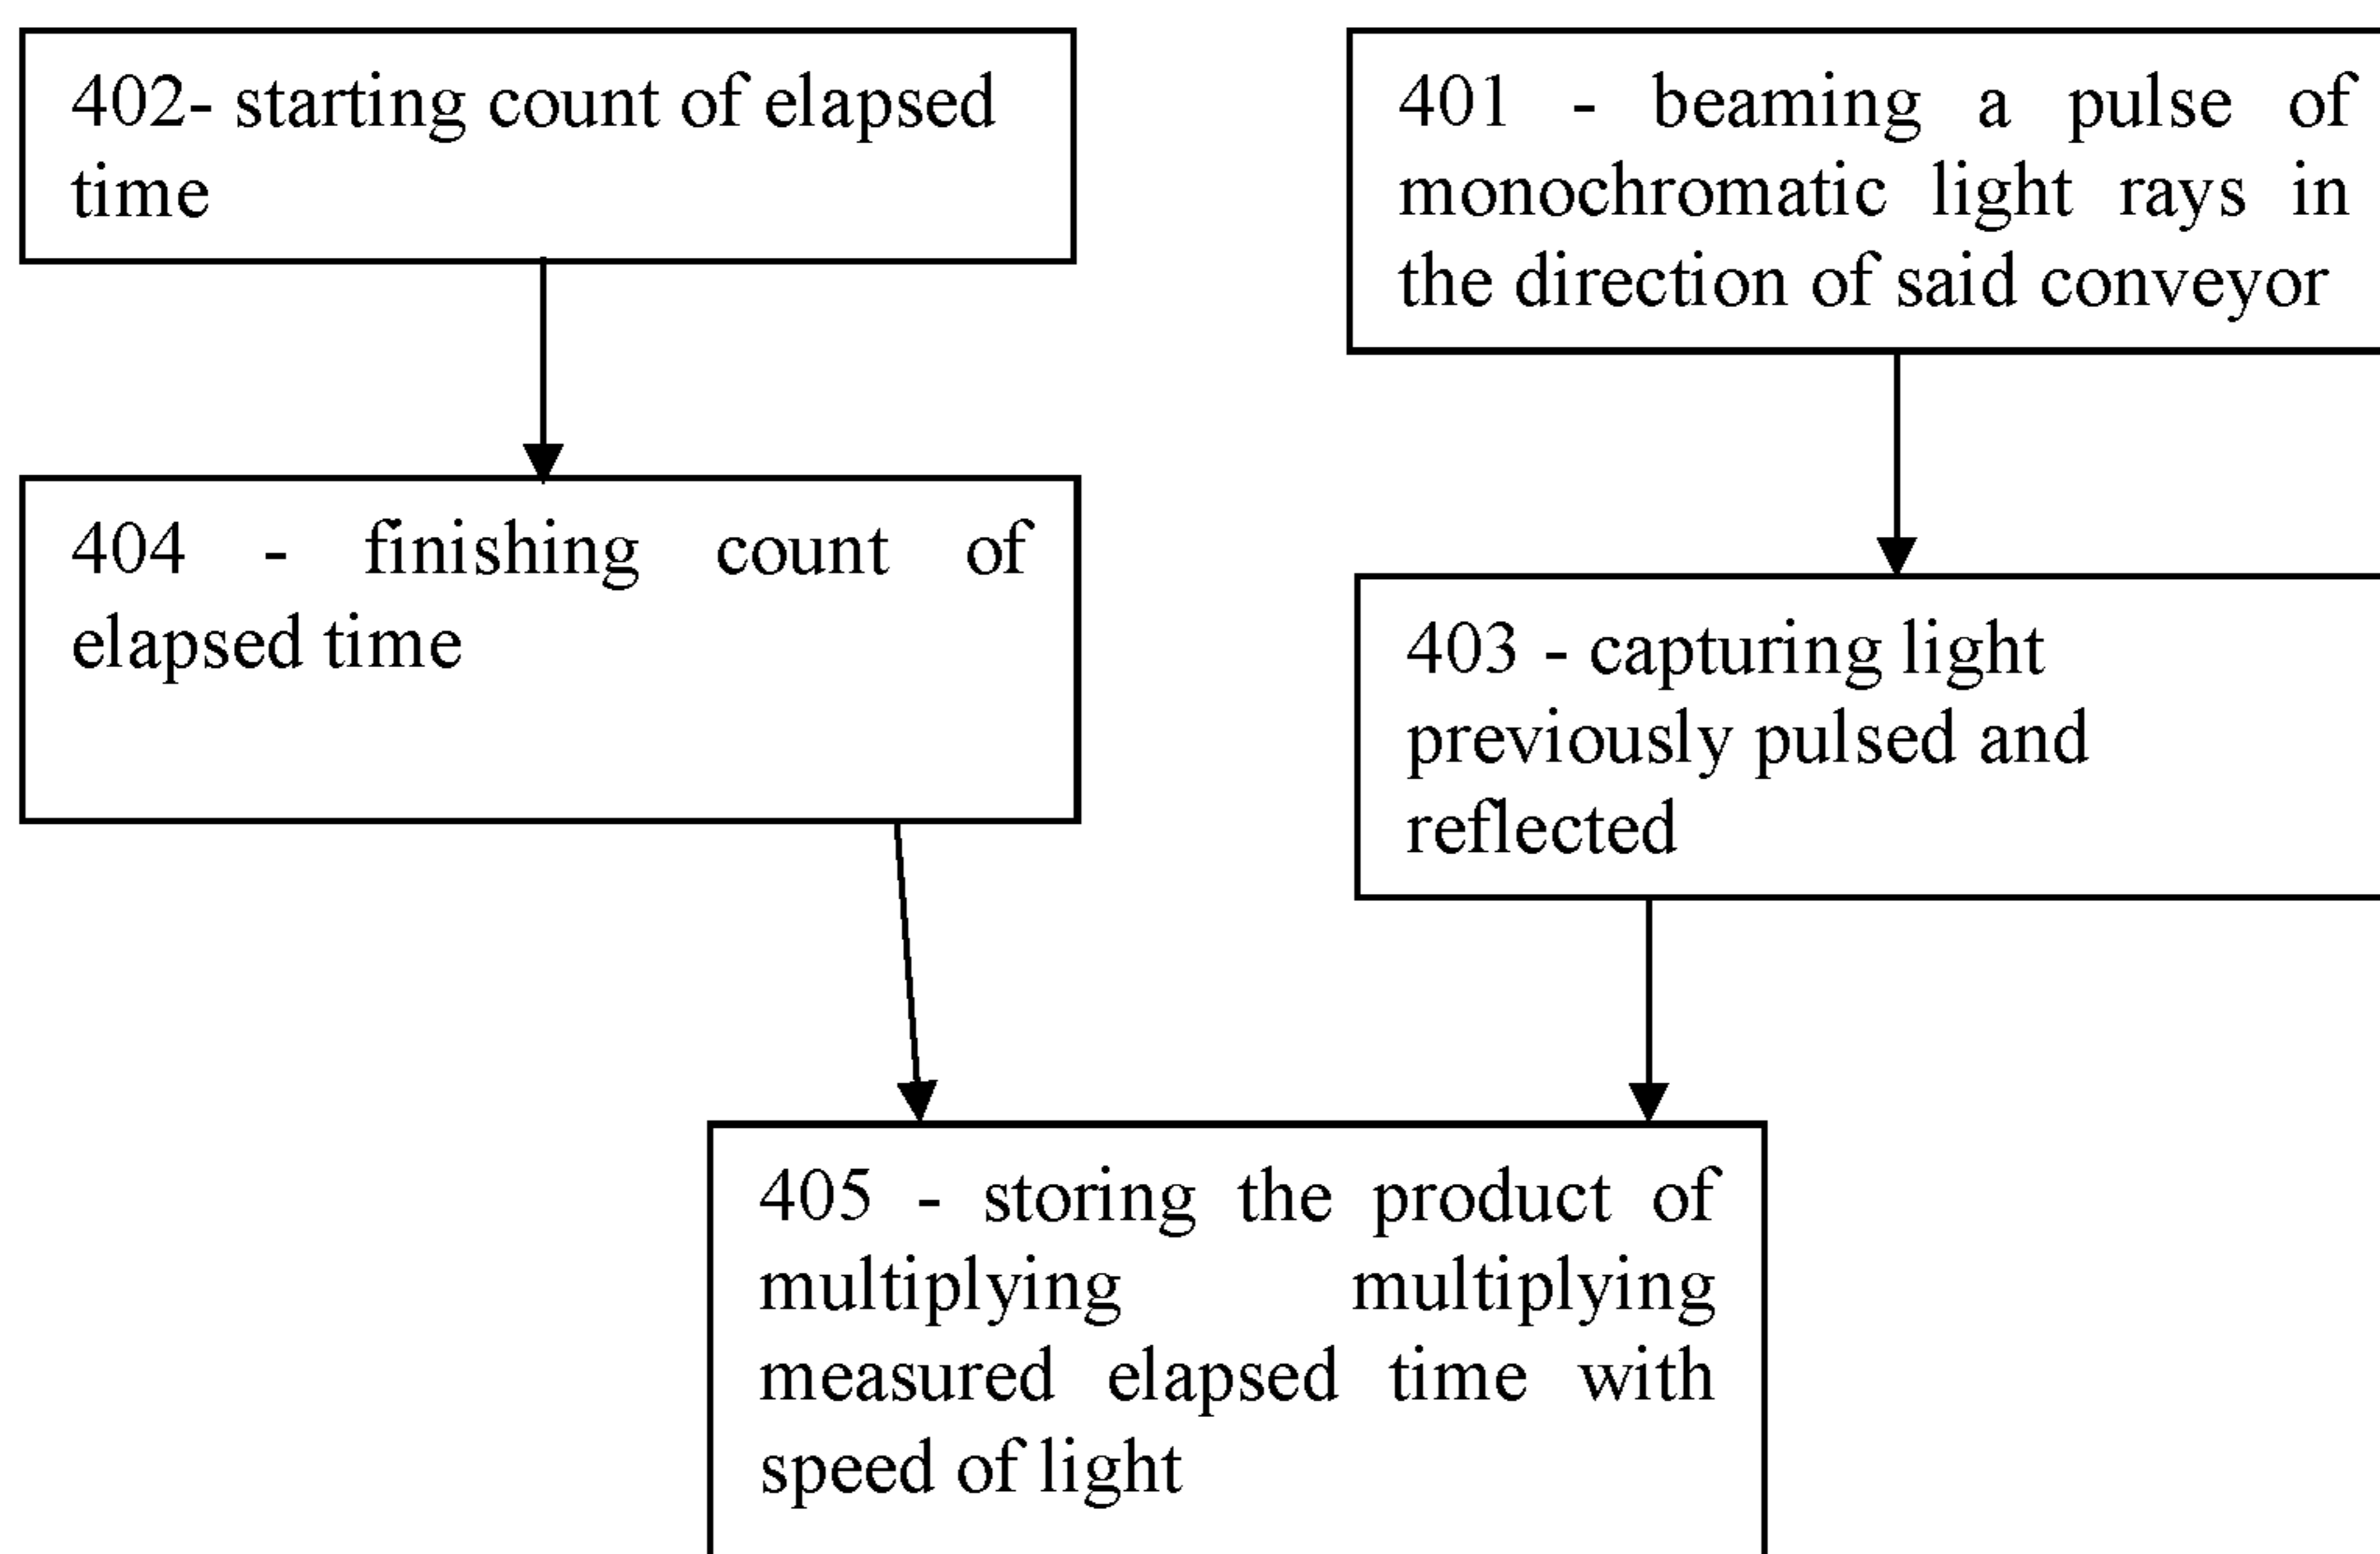 402- starting count of elapsed
time
401 - beaming a pulse of
monochromatic light rays in
the direction of said conveyor
404 - finishing count of
elapsed time
403 - capturing light
previously pulsed and
reflected
405 - storing the product of
multiplying multiplying
measured elapsed time with
speed of light